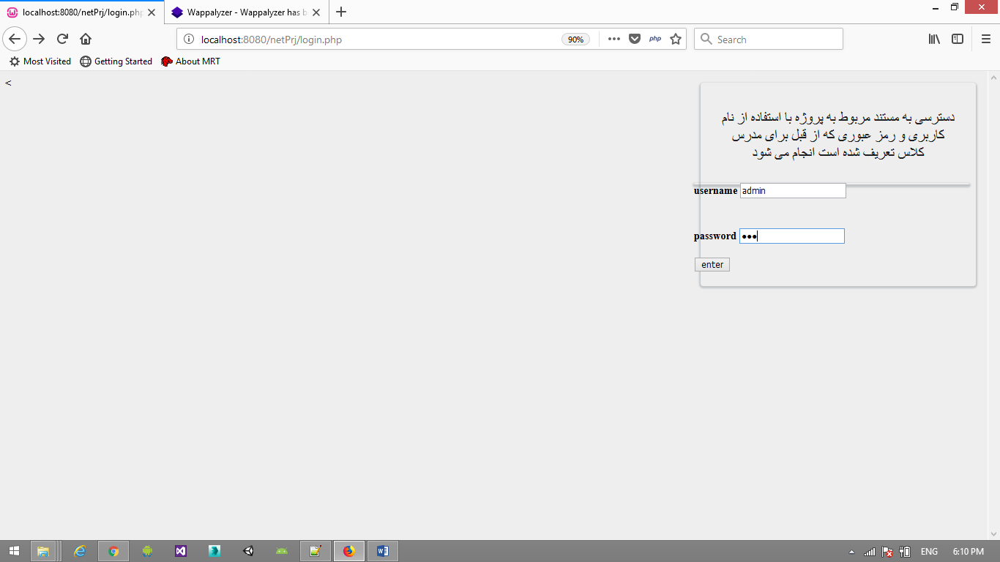 localhost:8080/netPrj/login.php
Wappalyzer - Wappalyzer has b
localhost:8080/netPrj/login.php
90%
php
Search
Most Visited
Getting Started
About MRT
<
دسترسی به مستند مربوط به پروژه با استفاده از نام
کاربری و رمز عبوری که از قبل برای مدرس
کلاس تعریف شده است انجام می شود
username admin
password •••
enter
ENG
6:10 PM